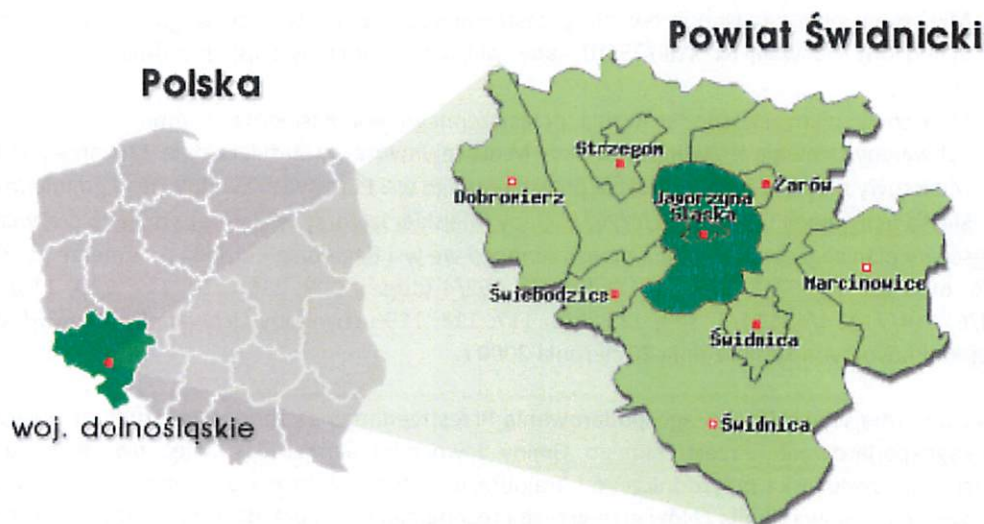 Powiat Świdnicki
Polska
Strzegom
Dobromierz
Żarów
Jaworzyna
Śląska
Marcinowice
Świebodzice
Świdnica
woj. dolnośląskie
Świdnica